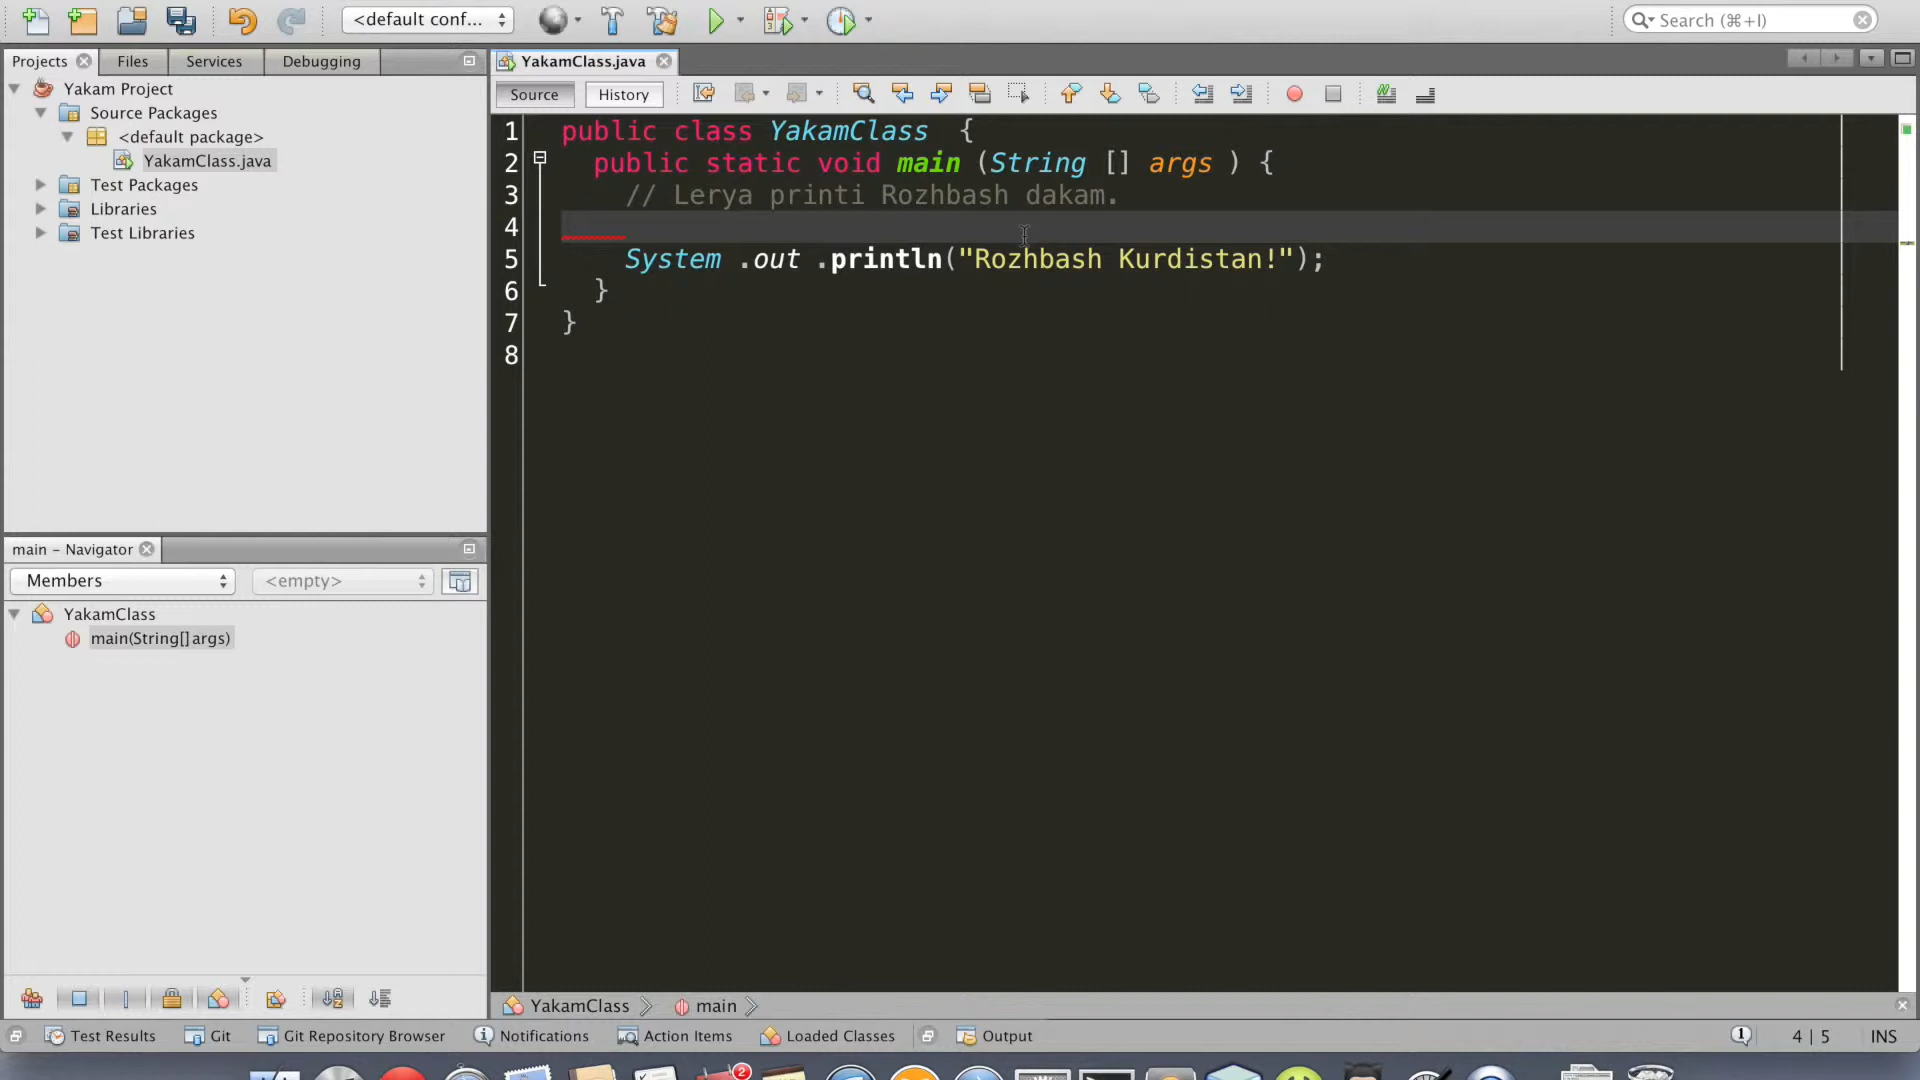 <default conf...
Search (⌘+I)
Projects
Files
Services
Debugging
YakamClass.java
Source
History
Yakam Project
Source Packages
<default package>
YakamClass.java
Test Packages
Libraries
Test Libraries
1 public class YakamClass {
2 public static void main (String [] args ) {
3 // Lerya printi Rozhbash dakam.
4
5 System .out .println("Rozhbash Kurdistan!");
6 }
7 }
8
main - Navigator
Members
<empty>
YakamClass
main(String[] args)
YakamClass
main
Test Results
Git
Git Repository Browser
Notifications
Action Items
Loaded Classes
Output
1
4 | 5
INS
2